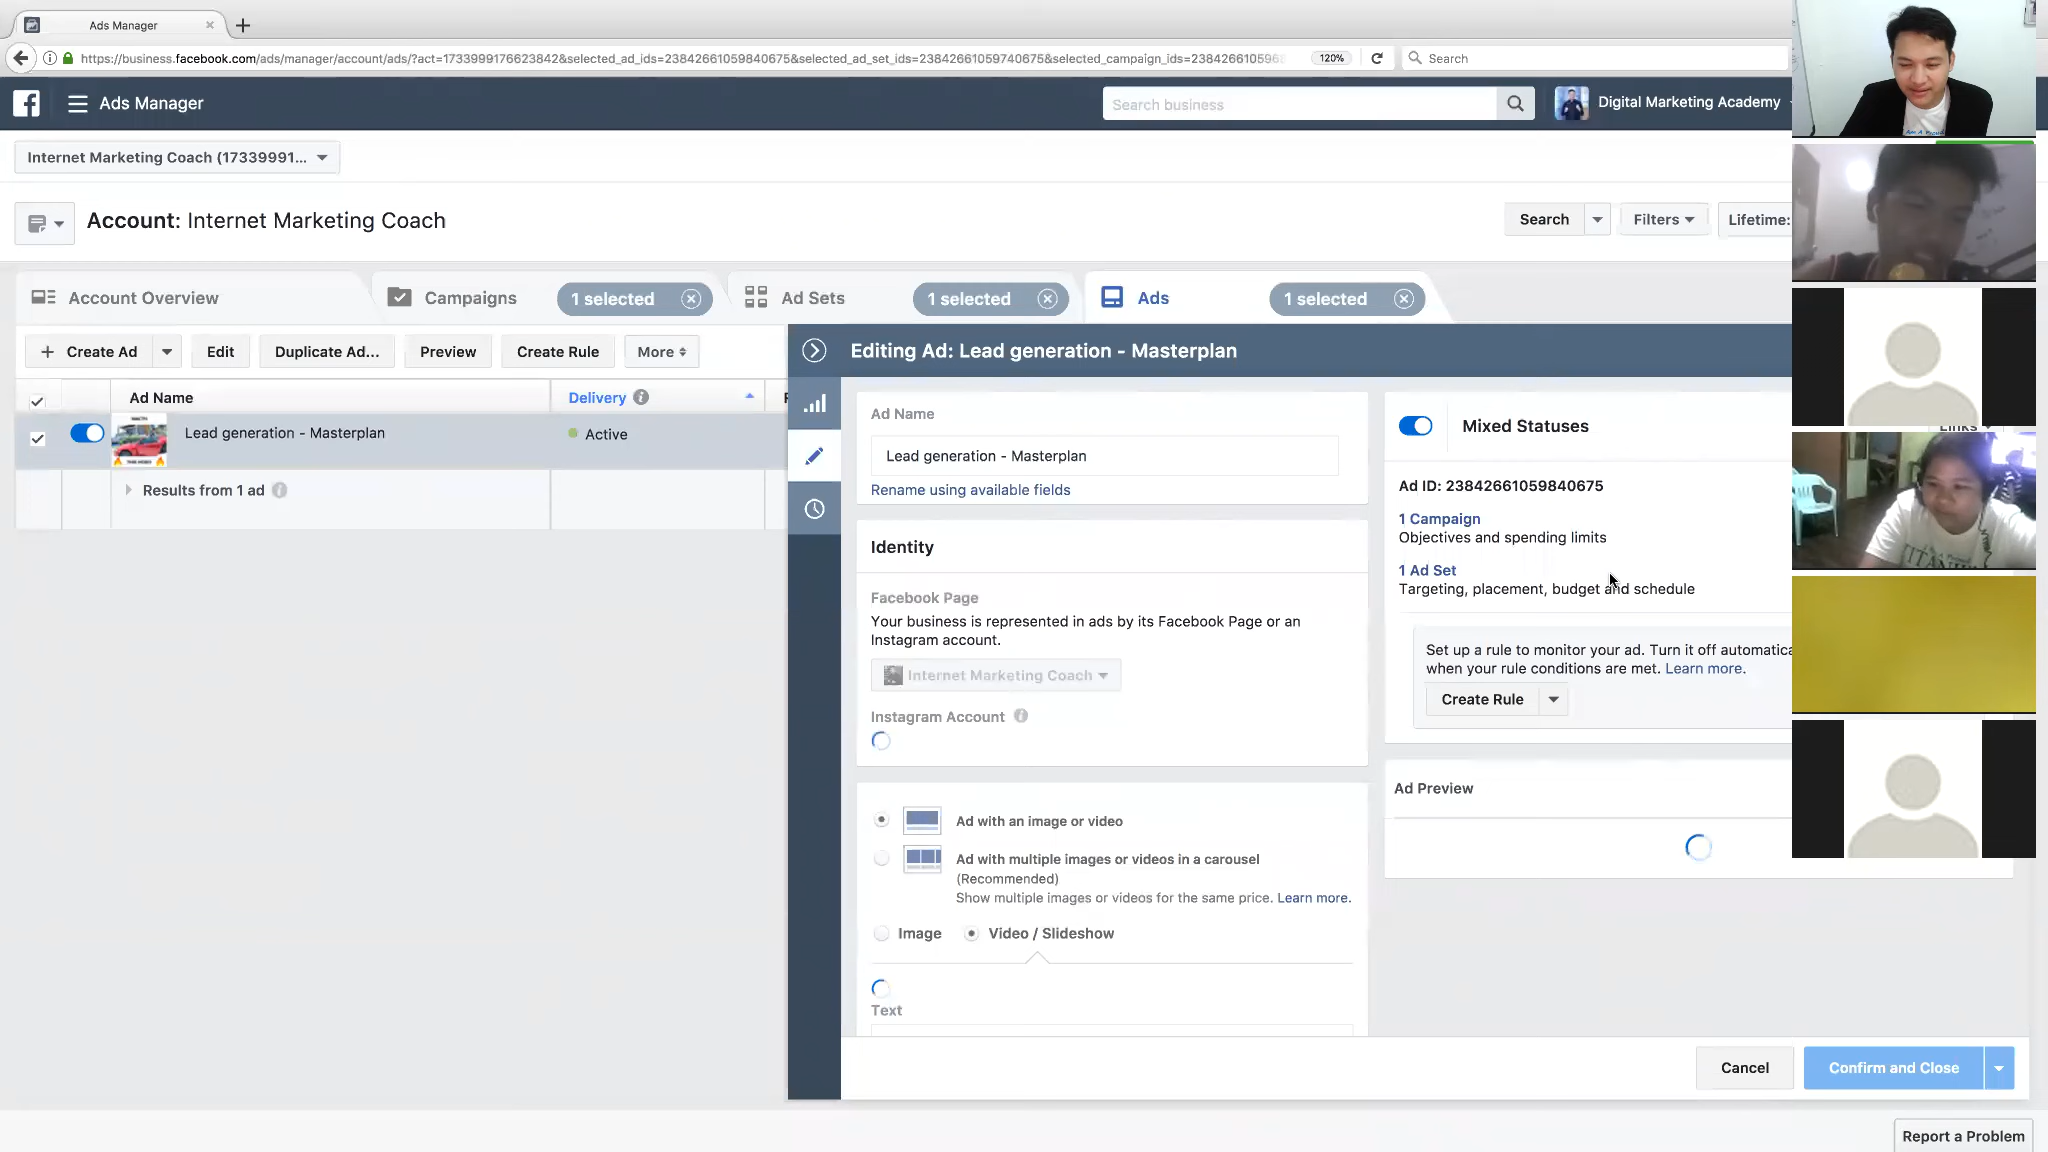 Ads Manager
https://business.facebook.com/ads/manager/account/ads/?act=1733999176623842&selected_ad_ids=23842661059840675&selected_ad_set_ids=23842661059740675&selected_campaign_ids=2384266105968
120%
Search
Ads Manager
Search business
Digital Marketing Academy
Internet Marketing Coach (17339991...
Account: Internet Marketing Coach
Search
Filters
Lifetime:
Account Overview
Campaigns
1 selected
Ad Sets
1 selected
Ads
1 selected
+ Create Ad
Edit
Duplicate Ad...
Preview
Create Rule
More
Ad Name
Delivery
Lead generation - Masterplan
Active
Results from 1 ad
Editing Ad: Lead generation - Masterplan
Ad Name
Lead generation - Masterplan
Rename using available fields
Identity
Facebook Page
Your business is represented in ads by its Facebook Page or an
Instagram account.
Internet Marketing Coach
Instagram Account
Ad with an image or video
Ad with multiple images or videos in a carousel
(Recommended)
Show multiple images or videos for the same price. Learn more.
Image
Video / Slideshow
Text
Mixed Statuses
Ad ID: 23842661059840675
1 Campaign
Objectives and spending limits
1 Ad Set
Targeting, placement, budget and schedule
Set up a rule to monitor your ad. Turn it off automatica
when your rule conditions are met. Learn more.
Create Rule
Ad Preview
Cancel
Confirm and Close
Report a Problem